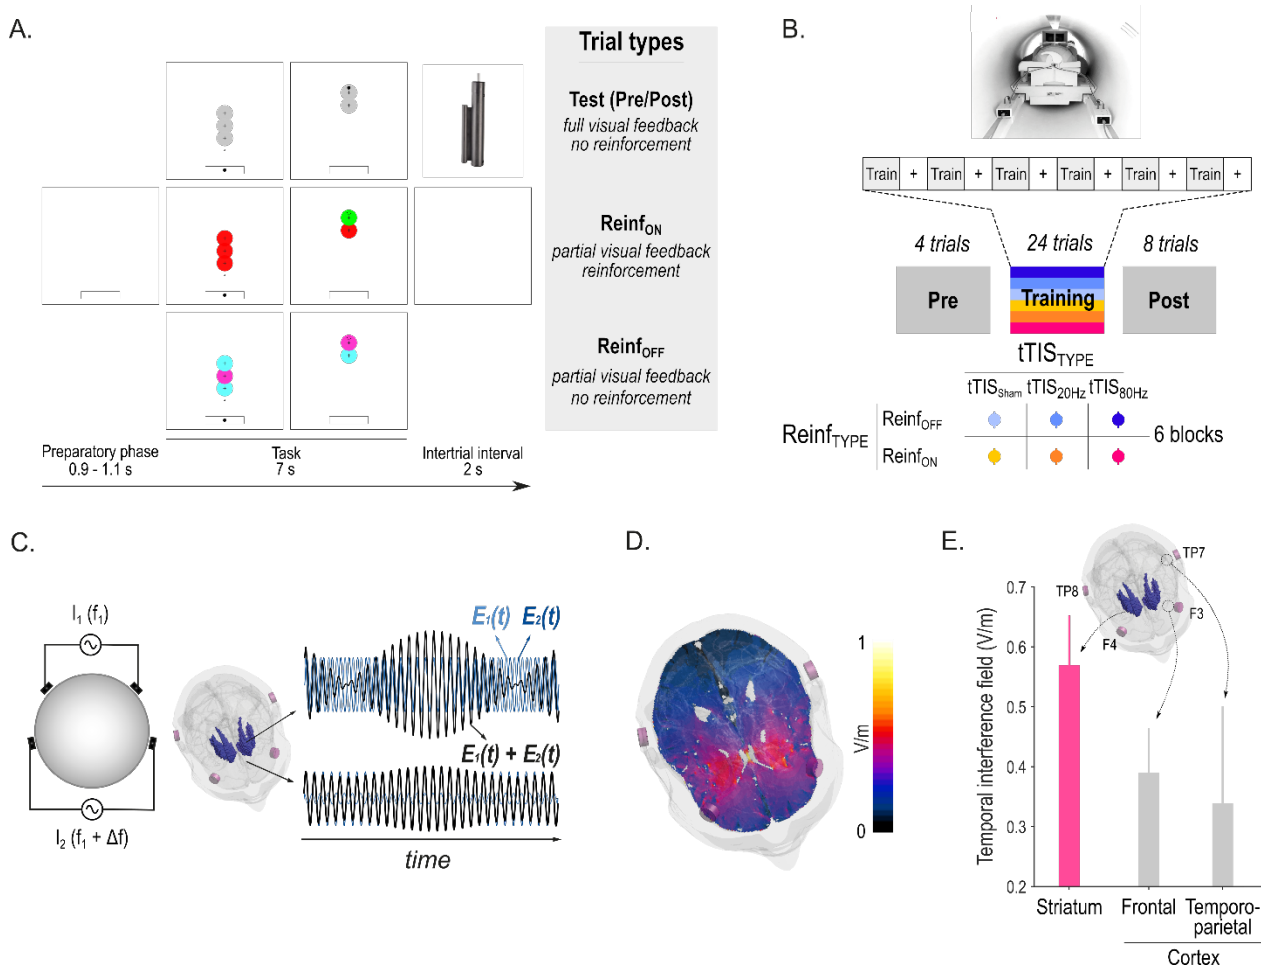 A.
Trial types
Test (Pre/Post)
full visual feedback
no reinforcement
ReinfON
partial visual feedback
reinforcement
ReinfOFF
partial visual feedback
no reinforcement
Preparatory phase
0.9 - 1.1 s
Task
7 s
Intertrial interval
2 s
B.
Train + Train + Train + Train + Train + Train +
4 trials 24 trials 8 trials
Pre Training Post
tTISTYPE
tTISSham tTIS20Hz tTIS80Hz
ReinfTYPE
ReinfOFF
ReinfON
6 blocks
C.
I1 (f1)
I2 (f1 + Δf)
E1(t) E2(t)
E1(t) + E2(t)
time
D.
1
V/m
0
E.
TP7
TP8
F3
F4
Temporal interference field (V/m)
0.7
0.6
0.5
0.4
0.3
0.2
Striatum Frontal Temporo-
parietal
Cortex